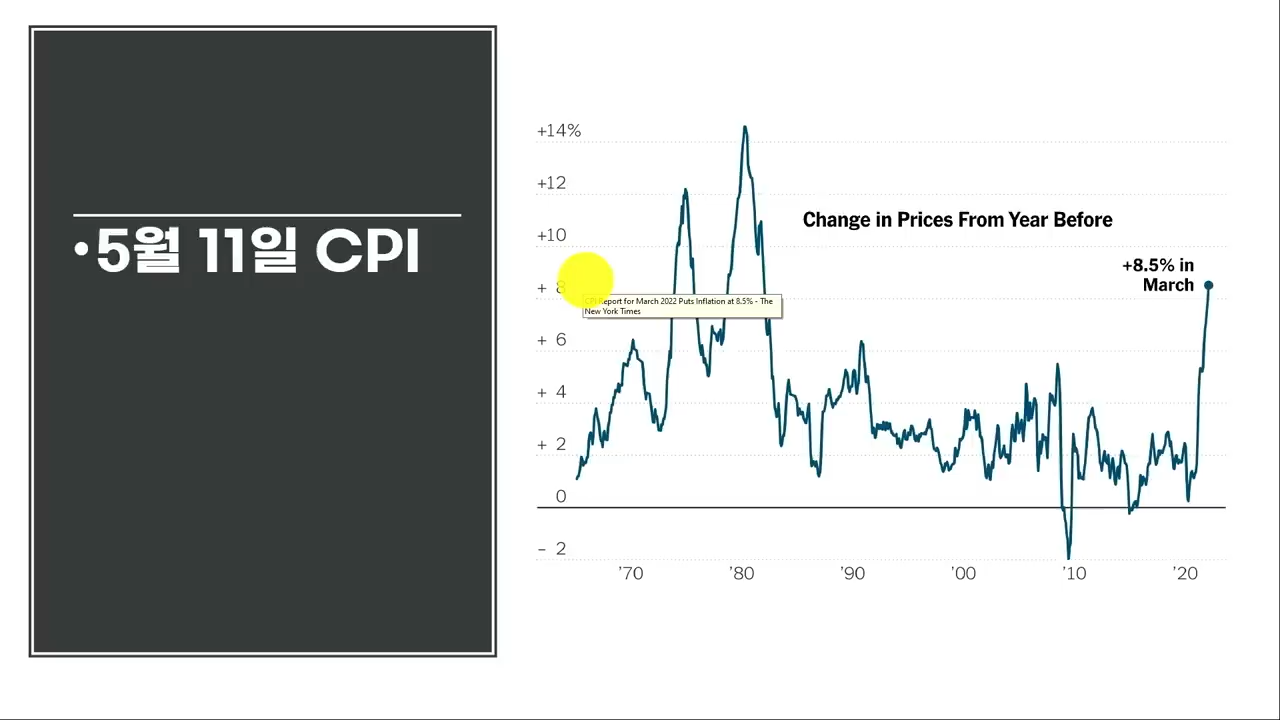 •5월 11일 CPI
+14%
+12
Change in Prices From Year Before
+10
+8.5% in
March
+ 8
CPI Report for March 2022 Puts Inflation at 8.5% - The
New York Times
+ 6
+ 4
+ 2
0
− 2
’70 ’80 ’90 ’00 ’10 ’20